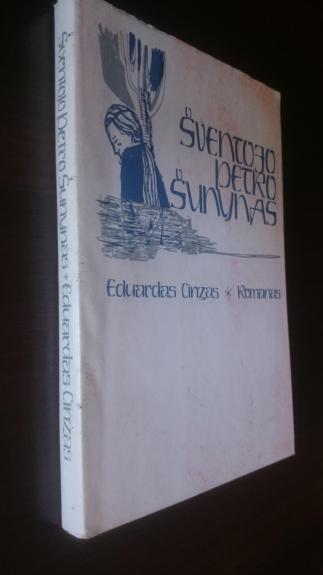 ŠVENTOJO
PETRO
ŠUNYNAS
Eduardas Cinzas * Romanas
Šventojo Petro Šunynas * Eduardas Cinzas